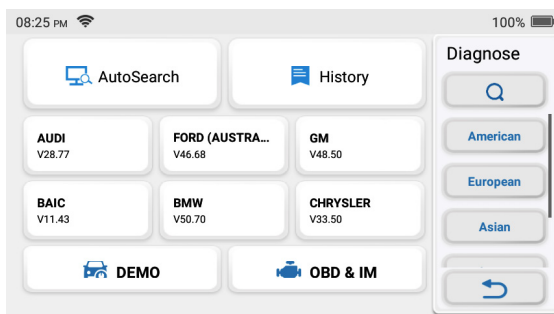 08:25 PM
100%
AutoSearch
History
Diagnose
AUDI
V28.77
FORD (AUSTRA...
V46.68
GM
V48.50
American
European
BAIC
V11.43
BMW
V50.70
CHRYSLER
V33.50
Asian
DEMO
OBD & IM